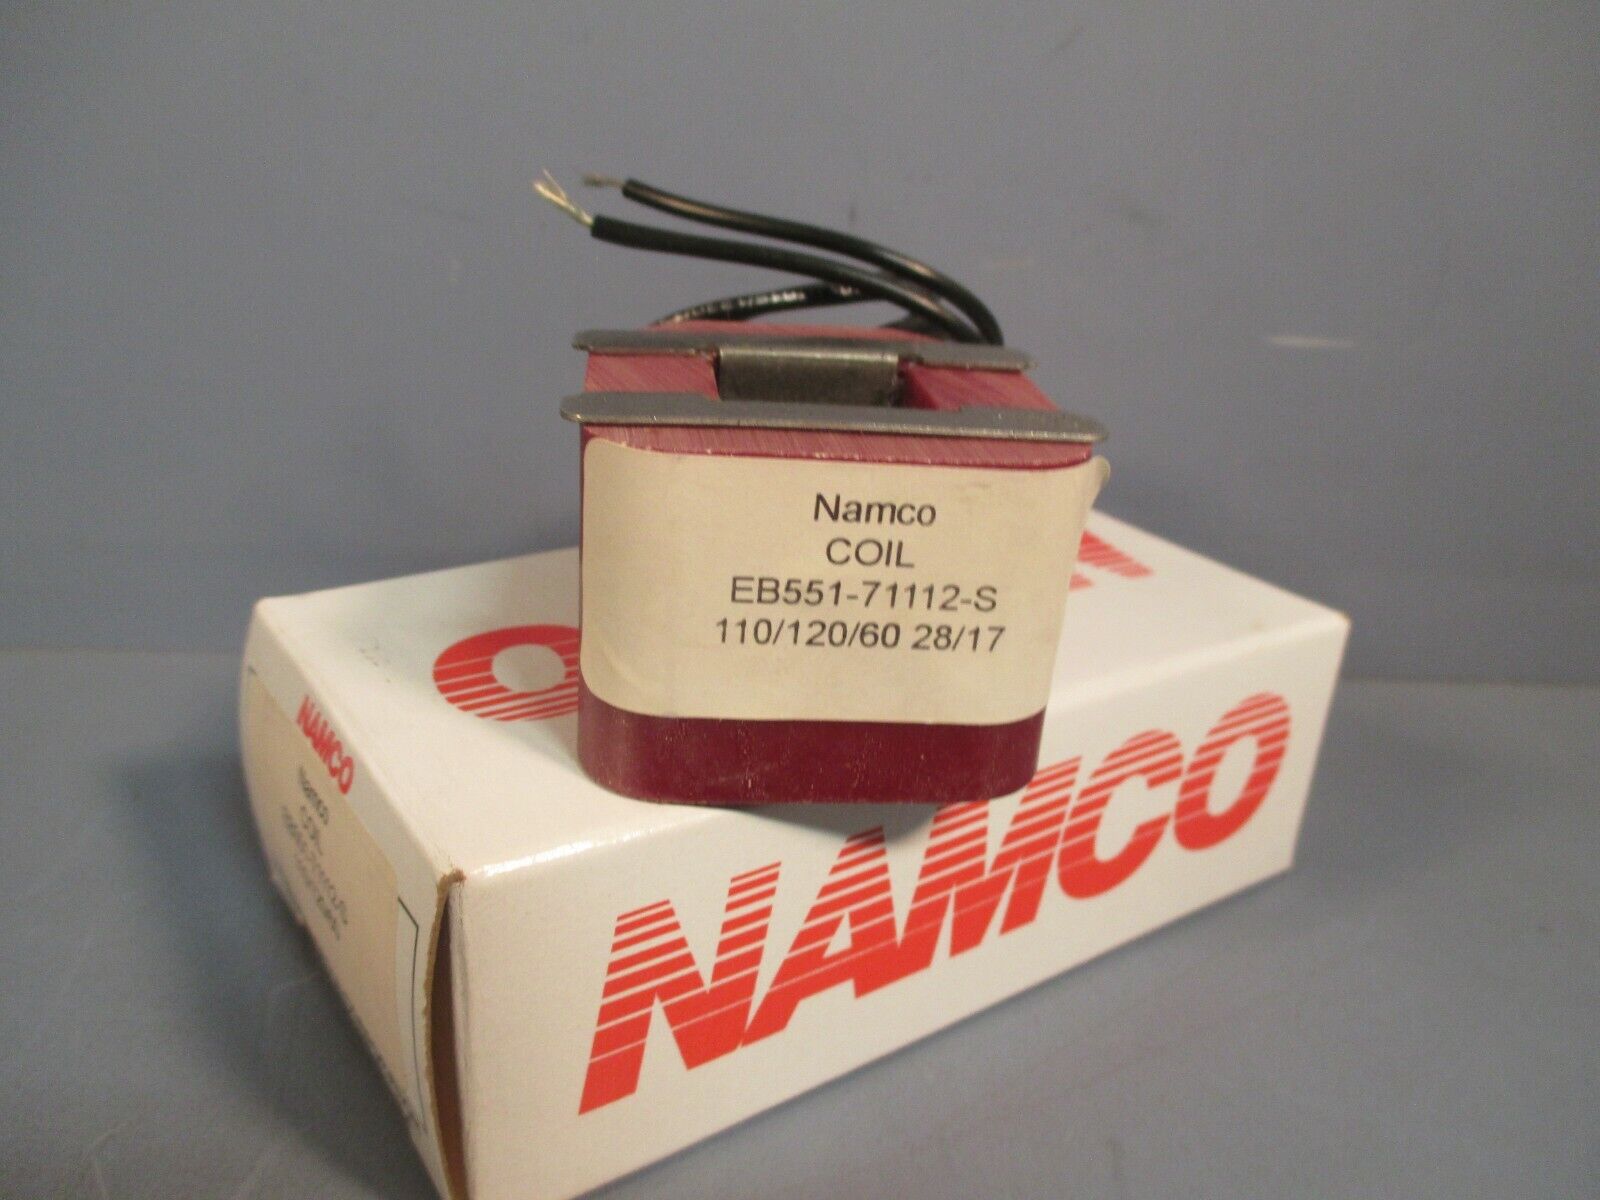 Namco
COIL
EB551-71112-S
110/120/60 28/17
NAMCO
NAMCO
Namco
COIL